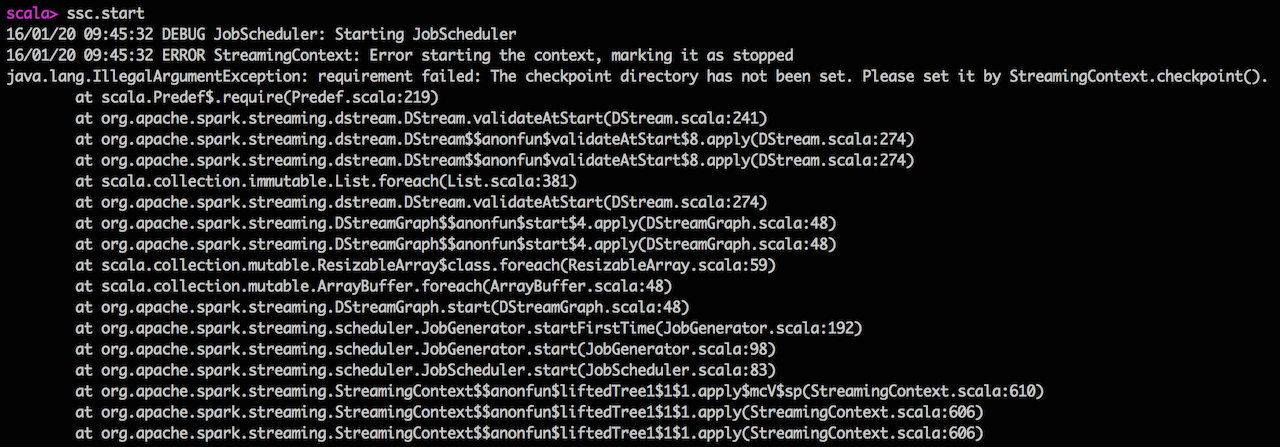 scala> ssc.start
16/01/20 09:45:32 DEBUG JobScheduler: Starting JobScheduler
16/01/20 09:45:32 ERROR StreamingContext: Error starting the context, marking it as stopped
java.lang.IllegalArgumentException: requirement failed: The checkpoint directory has not been set. Please set it by StreamingContext.checkpoint().
        at scala.Predef$.require(Predef.scala:219)
        at org.apache.spark.streaming.dstream.DStream.validateAtStart(DStream.scala:241)
        at org.apache.spark.streaming.dstream.DStream$$anonfun$validateAtStart$8.apply(DStream.scala:274)
        at org.apache.spark.streaming.dstream.DStream$$anonfun$validateAtStart$8.apply(DStream.scala:274)
        at scala.collection.immutable.List.foreach(List.scala:381)
        at org.apache.spark.streaming.dstream.DStream.validateAtStart(DStream.scala:274)
        at org.apache.spark.streaming.DStreamGraph$$anonfun$start$4.apply(DStreamGraph.scala:48)
        at org.apache.spark.streaming.DStreamGraph$$anonfun$start$4.apply(DStreamGraph.scala:48)
        at scala.collection.mutable.ResizableArray$class.foreach(ResizableArray.scala:59)
        at scala.collection.mutable.ArrayBuffer.foreach(ArrayBuffer.scala:48)
        at org.apache.spark.streaming.DStreamGraph.start(DStreamGraph.scala:48)
        at org.apache.spark.streaming.scheduler.JobGenerator.startFirstTime(JobGenerator.scala:192)
        at org.apache.spark.streaming.scheduler.JobGenerator.start(JobGenerator.scala:98)
        at org.apache.spark.streaming.scheduler.JobScheduler.start(JobScheduler.scala:83)
        at org.apache.spark.streaming.StreamingContext$$anonfun$liftedTree1$1$1.apply$mcV$sp(StreamingContext.scala:610)
        at org.apache.spark.streaming.StreamingContext$$anonfun$liftedTree1$1$1.apply(StreamingContext.scala:606)
        at org.apache.spark.streaming.StreamingContext$$anonfun$liftedTree1$1$1.apply(StreamingContext.scala:606)